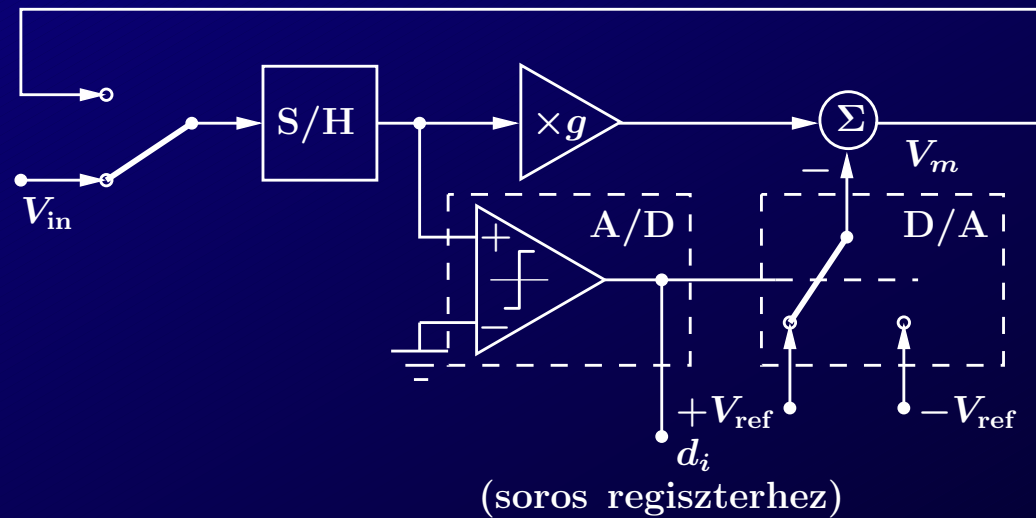 S/H
×g
Σ
V_in
V_m
−
A/D
D/A
+
−
+V_ref
−V_ref
d_i
(soros regiszterhez)